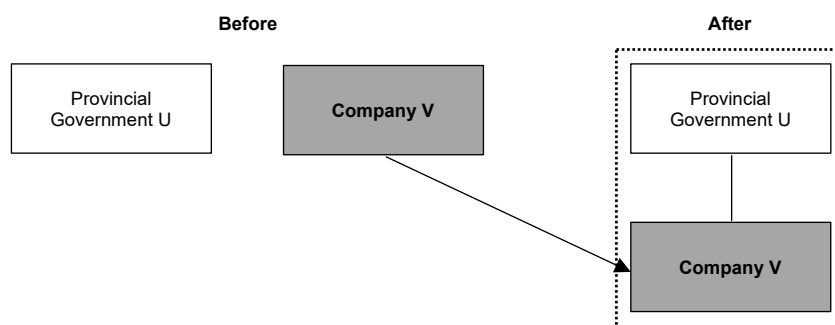 Before
After
Provincial
Government U
Company V
Provincial
Government U
Company V